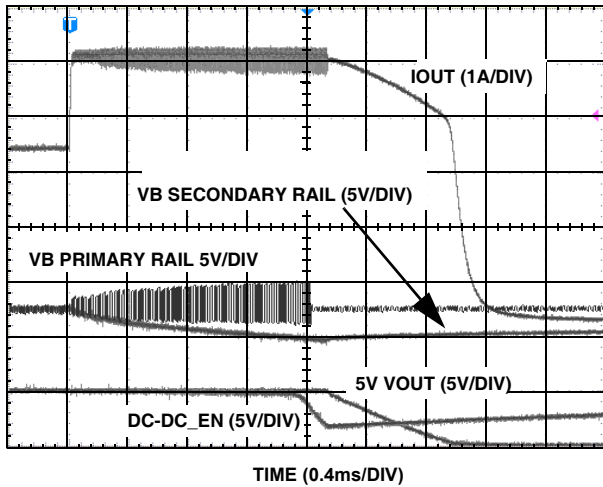 T
IOUT (1A/DIV)
VB SECONDARY RAIL (5V/DIV)
VB PRIMARY RAIL 5V/DIV
5V VOUT (5V/DIV)
DC-DC_EN (5V/DIV)
TIME (0.4ms/DIV)